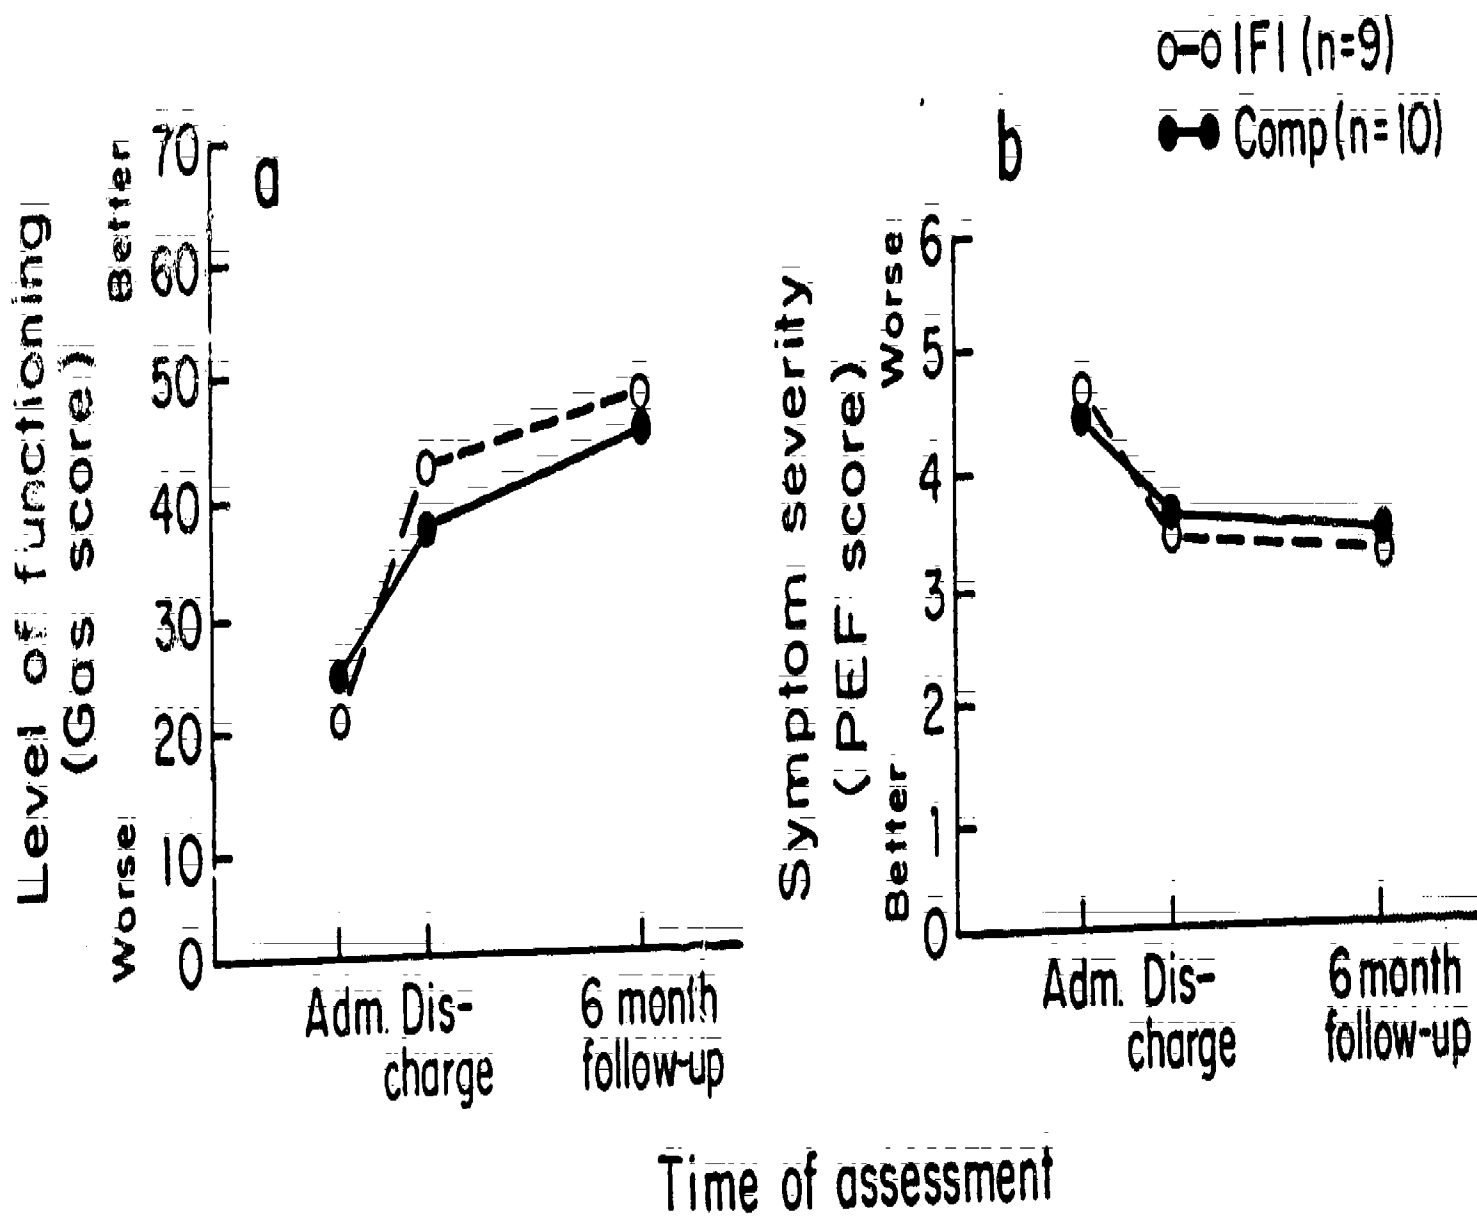 o-o IFI (n=9)
●-● Comp (n=10)
a
Level of functioning
(Gas score)
Better
Worse
70
60
50
40
30
20
10
0
Adm. Dis-
charge
6 month
follow-up
b
Symptom severity
(PEF score)
Worse
Better
6
5
4
3
2
1
0
Adm. Dis-
charge
6 month
follow-up
Time of assessment